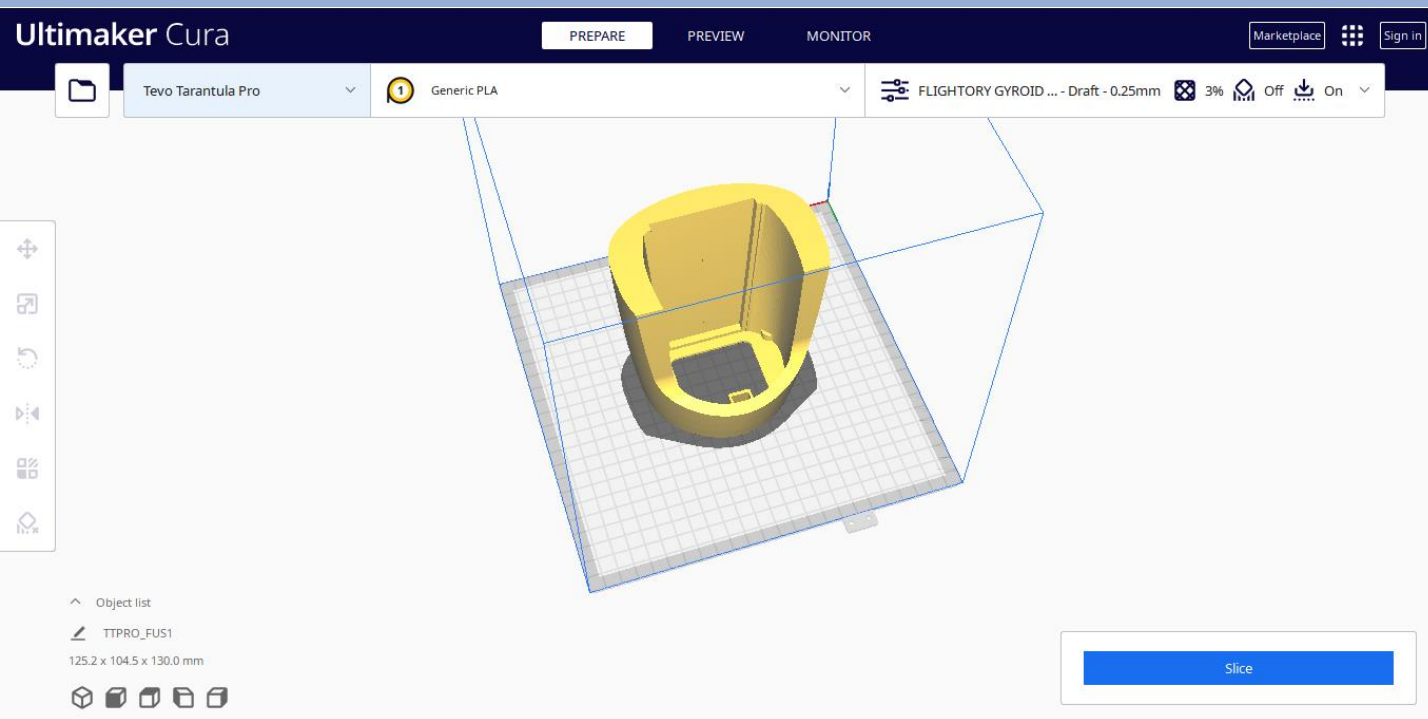 Ultimaker Cura
PREPARE
PREVIEW
MONITOR
Marketplace
Sign in
Tevo Tarantula Pro
1
Generic PLA
FLIGHTORY GYROID ... - Draft - 0.25mm
3%
Off
On
Object list
TTPRO_FUS1
125.2 x 104.5 x 130.0 mm
Slice